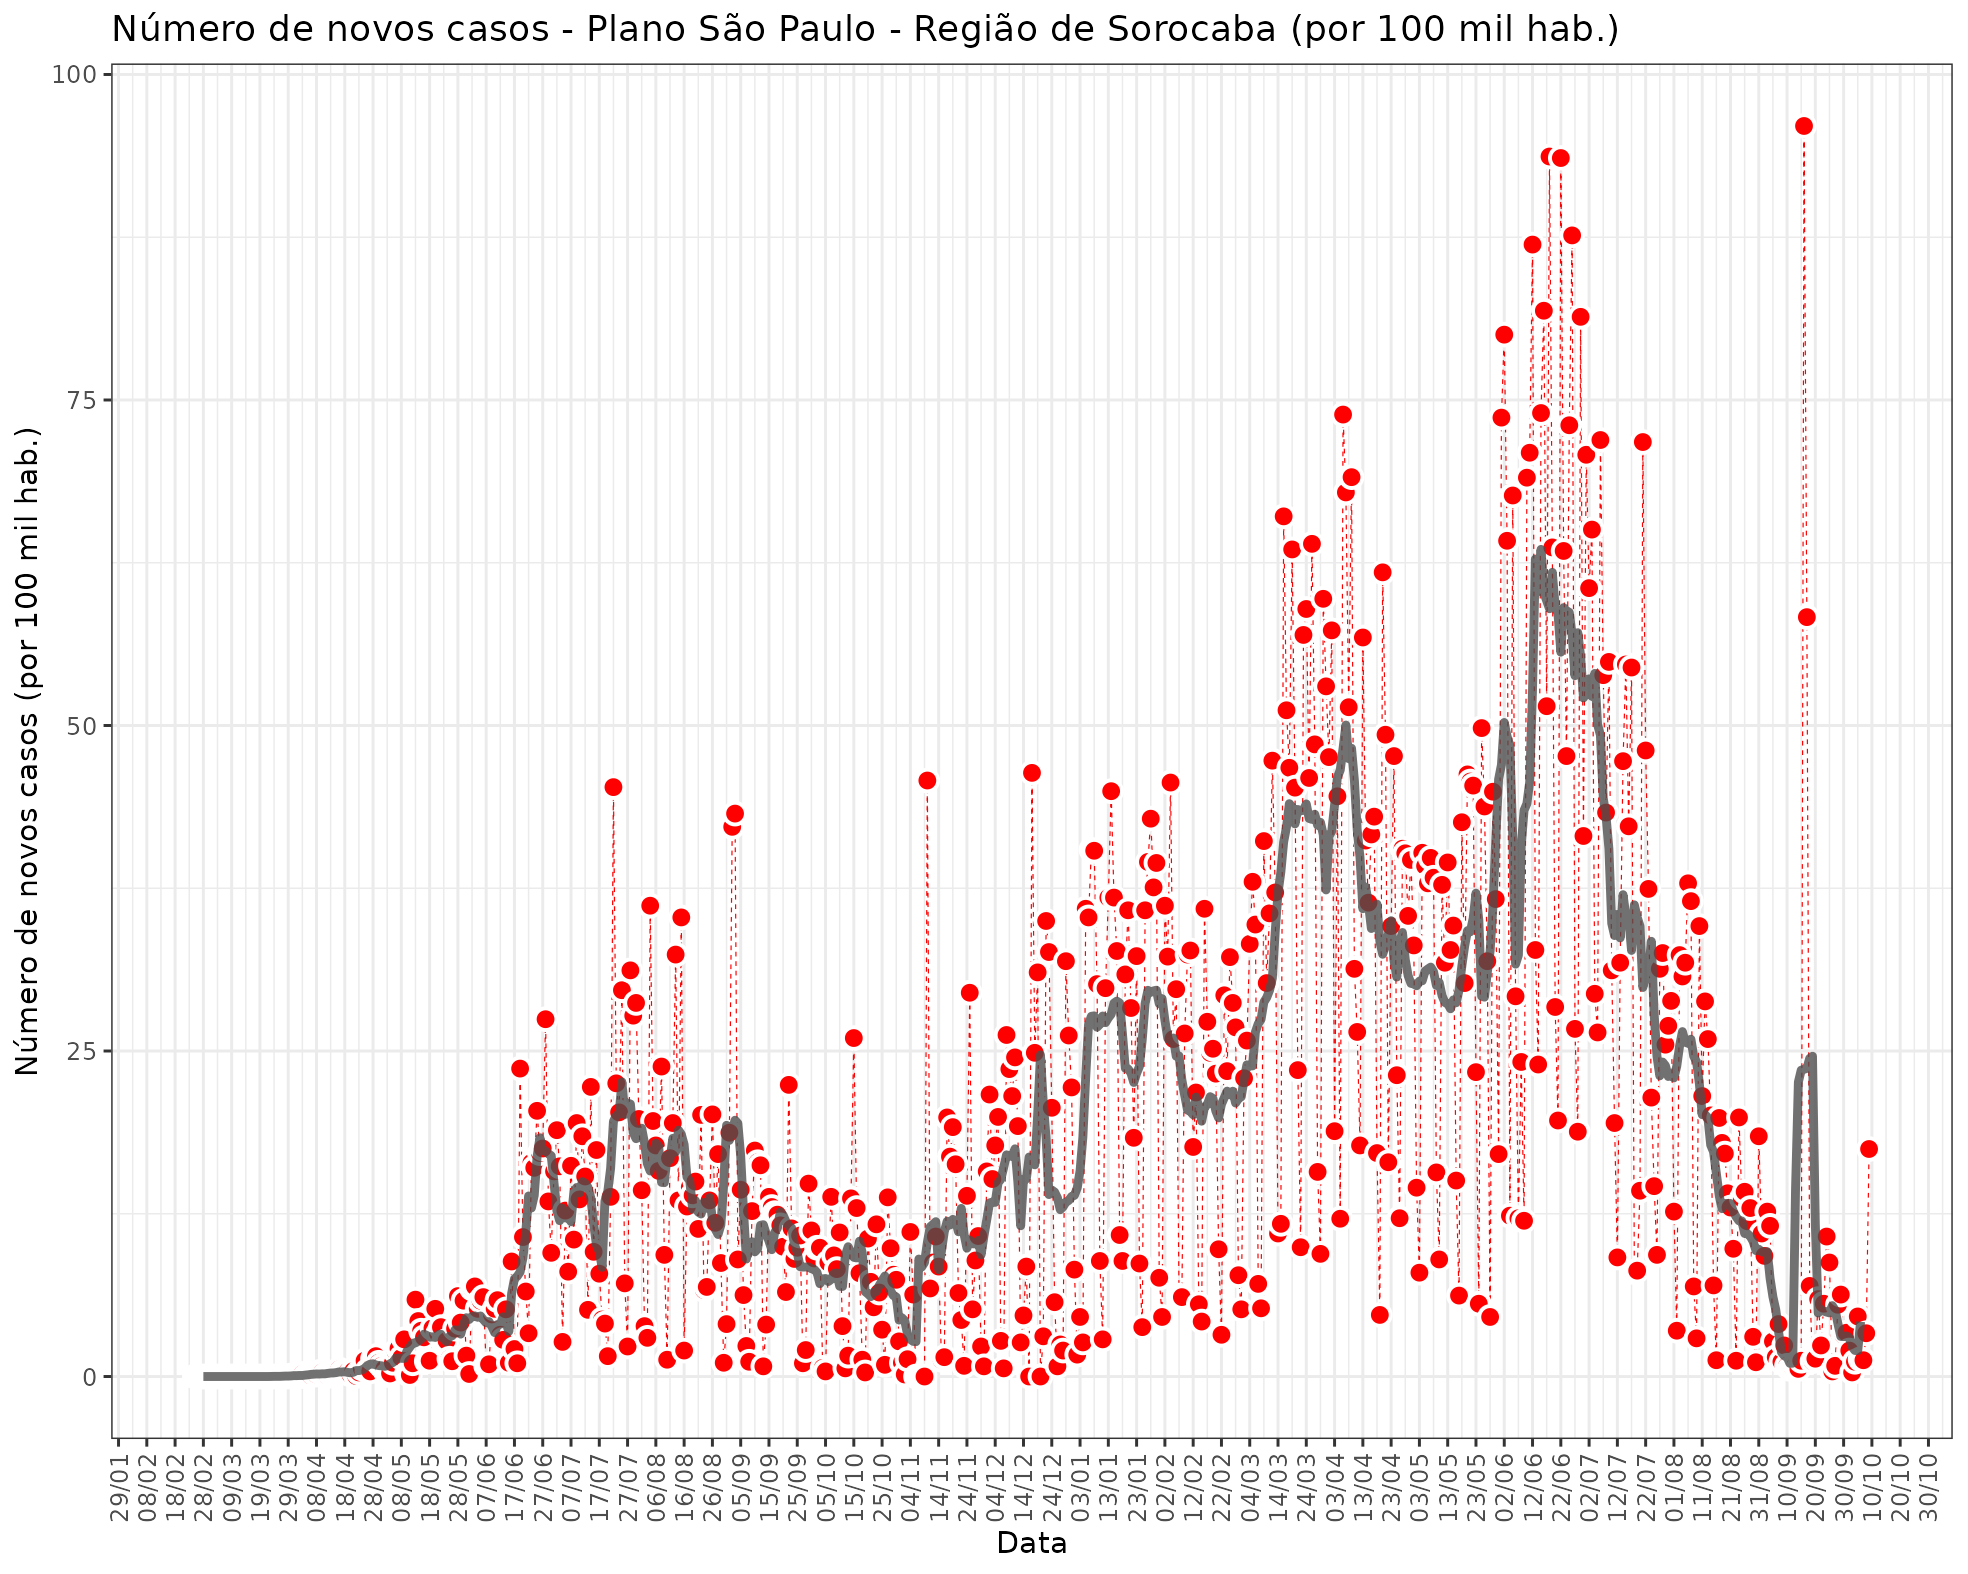 Número de novos casos - Plano São Paulo - Região de Sorocaba (por 100 mil hab.)
Número de novos casos (por 100 mil hab.)
100
75
50
25
0
29/01 08/02 18/02 28/02 09/03 19/03 29/03 08/04 18/04 28/04 08/05 18/05 28/05 07/06 17/06 27/06 07/07 17/07 27/07 06/08 16/08 26/08 05/09 15/09 25/09 05/10 15/10 25/10 04/11 14/11 24/11 04/12 14/12 24/12 03/01 13/01 23/01 02/02 12/02 22/02 04/03 14/03 24/03 03/04 13/04 23/04 03/05 13/05 23/05 02/06 12/06 22/06 02/07 12/07 22/07 01/08 11/08 21/08 31/08 10/09 20/09 30/09 10/10 20/10 30/10
Data